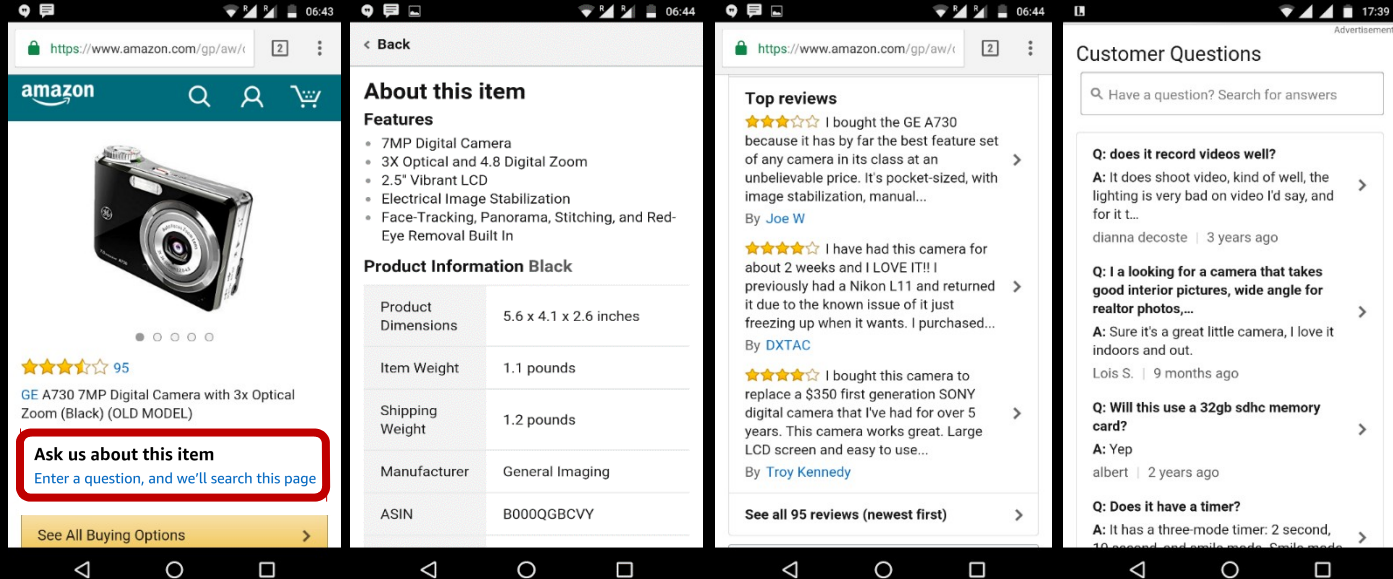 06:43
https://www.amazon.com/gp/aw/c
2
amazon
95
GE A730 7MP Digital Camera with 3x Optical
Zoom (Black) (OLD MODEL)
Ask us about this item
Enter a question, and we'll search this page
See All Buying Options
06:44
< Back
About this item
Features
• 7MP Digital Camera
• 3X Optical and 4.8 Digital Zoom
• 2.5" Vibrant LCD
• Electrical Image Stabilization
• Face-Tracking, Panorama, Stitching, and Red-
Eye Removal Built In
Product Information Black
Product
Dimensions
5.6 x 4.1 x 2.6 inches
Item Weight
1.1 pounds
Shipping
Weight
1.2 pounds
Manufacturer
General Imaging
ASIN
B000QGBCVY
06:44
https://www.amazon.com/gp/aw/c
2
Top reviews
I bought the GE A730
because it has by far the best feature set
of any camera in its class at an
unbelievable price. It's pocket-sized, with
image stabilization, manual...
By Joe W
I have had this camera for
about 2 weeks and I LOVE IT!! I
previously had a Nikon L11 and returned
it due to the known issue of it just
freezing up when it wants. I purchased...
By DXTAC
I bought this camera to
replace a $350 first generation SONY
digital camera that I've had for over 5
years. This camera works great. Large
LCD screen and easy to use...
By Troy Kennedy
See all 95 reviews (newest first)
17:39
Advertisement
Customer Questions
Have a question? Search for answers
Q: does it record videos well?
A: It does shoot video, kind of well, the
lighting is very bad on video I'd say, and
for it t...
dianna decoste | 3 years ago
Q: I a looking for a camera that takes
good interior pictures, wide angle for
realtor photos,...
A: Sure it's a great little camera, I love it
indoors and out.
Lois S. | 9 months ago
Q: Will this use a 32gb sdhc memory
card?
A: Yep
albert | 2 years ago
Q: Does it have a timer?
A: It has a three-mode timer: 2 second,
10 second, and smile mode. Smile mode